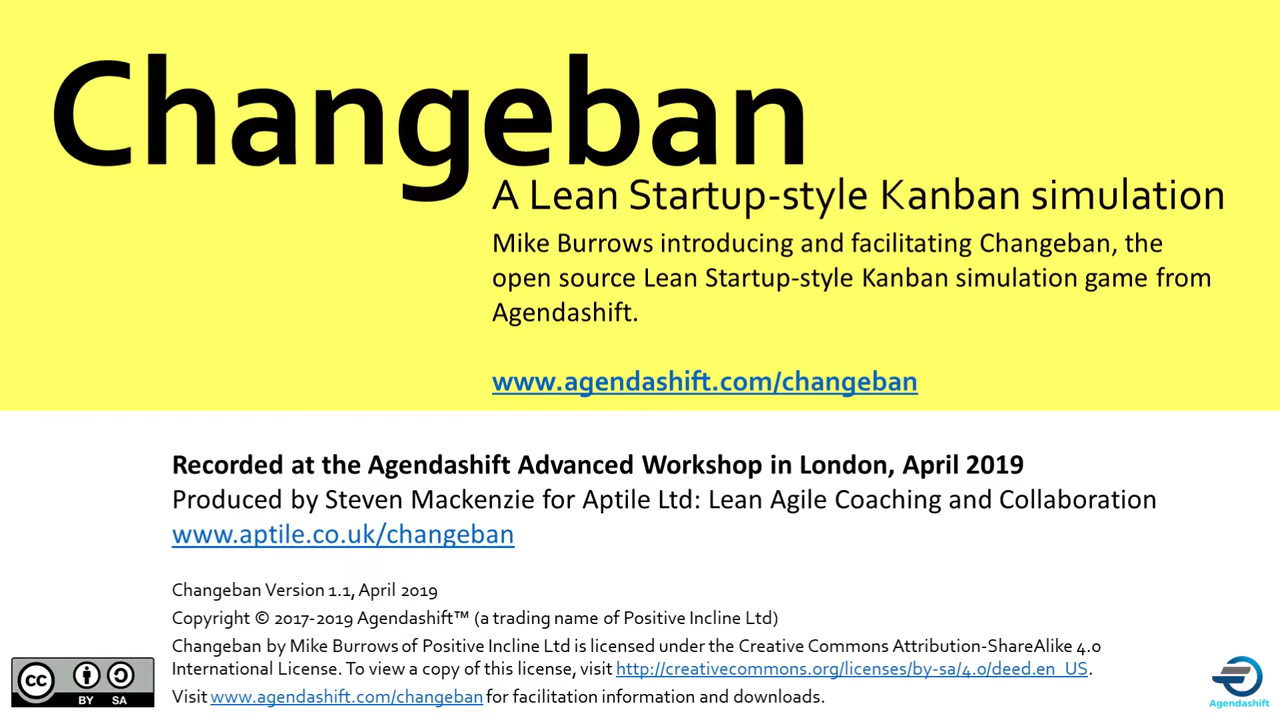 Changeban
A Lean Startup-style Kanban simulation
Mike Burrows introducing and facilitating Changeban, the
open source Lean Startup-style Kanban simulation game from
Agendashift.
www.agendashift.com/changeban
Recorded at the Agendashift Advanced Workshop in London, April 2019
Produced by Steven Mackenzie for Aptile Ltd: Lean Agile Coaching and Collaboration
www.aptile.co.uk/changeban
Changeban Version 1.1, April 2019
Copyright © 2017-2019 Agendashift™ (a trading name of Positive Incline Ltd)
Changeban by Mike Burrows of Positive Incline Ltd is licensed under the Creative Commons Attribution-ShareAlike 4.0
International License. To view a copy of this license, visit http://creativecommons.org/licenses/by-sa/4.0/deed.en_US.
Visit www.agendashift.com/changeban for facilitation information and downloads.
cc
BY SA
Agendashift